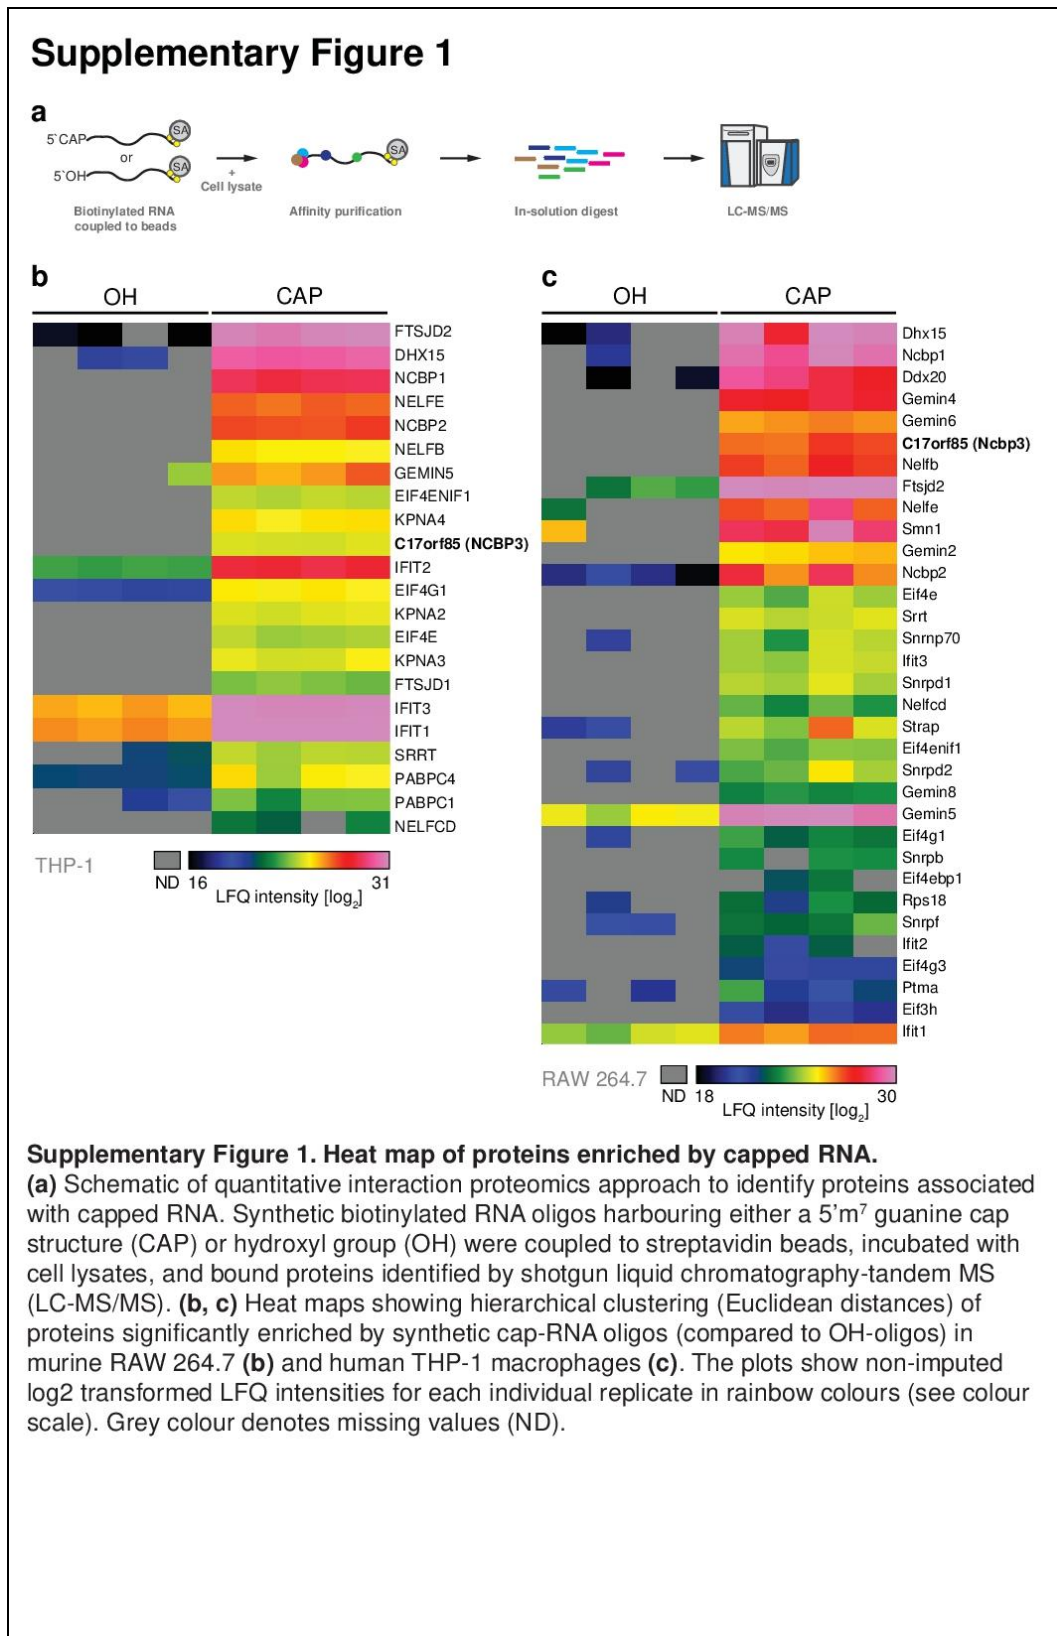 Supplementary Figure 1
a
5`CAP
SA
or
5`OH
SA
+
Cell lysate
SA
Biotinylated RNA
coupled to beads
Affinity purification
In-solution digest
LC-MS/MS
b
OH
CAP
FTSJD2
DHX15
NCBP1
NELFE
NCBP2
NELFB
GEMIN5
EIF4ENIF1
KPNA4
C17orf85 (NCBP3)
IFIT2
EIF4G1
KPNA2
EIF4E
KPNA3
FTSJD1
IFIT3
IFIT1
SRRT
PABPC4
PABPC1
NELFCD
THP-1
ND 16
31
LFQ intensity [log2]
c
OH
CAP
Dhx15
Ncbp1
Ddx20
Gemin4
Gemin6
C17orf85 (Ncbp3)
Nelfb
Ftsjd2
Nelfe
Smn1
Gemin2
Ncbp2
Eif4e
Srrt
Snrnp70
Ifit3
Snrpd1
Nelfcd
Strap
Eif4enif1
Snrpd2
Gemin8
Gemin5
Eif4g1
Snrpb
Eif4ebp1
Rps18
Snrpf
Ifit2
Eif4g3
Ptma
Eif3h
Ifit1
RAW 264.7
ND 18
30
LFQ intensity [log2]
Supplementary Figure 1. Heat map of proteins enriched by capped RNA.
(a) Schematic of quantitative interaction proteomics approach to identify proteins associated
with capped RNA. Synthetic biotinylated RNA oligos harbouring either a 5’m7 guanine cap
structure (CAP) or hydroxyl group (OH) were coupled to streptavidin beads, incubated with
cell lysates, and bound proteins identified by shotgun liquid chromatography-tandem MS
(LC-MS/MS). (b, c) Heat maps showing hierarchical clustering (Euclidean distances) of
proteins significantly enriched by synthetic cap-RNA oligos (compared to OH-oligos) in
murine RAW 264.7 (b) and human THP-1 macrophages (c). The plots show non-imputed
log2 transformed LFQ intensities for each individual replicate in rainbow colours (see colour
scale). Grey colour denotes missing values (ND).